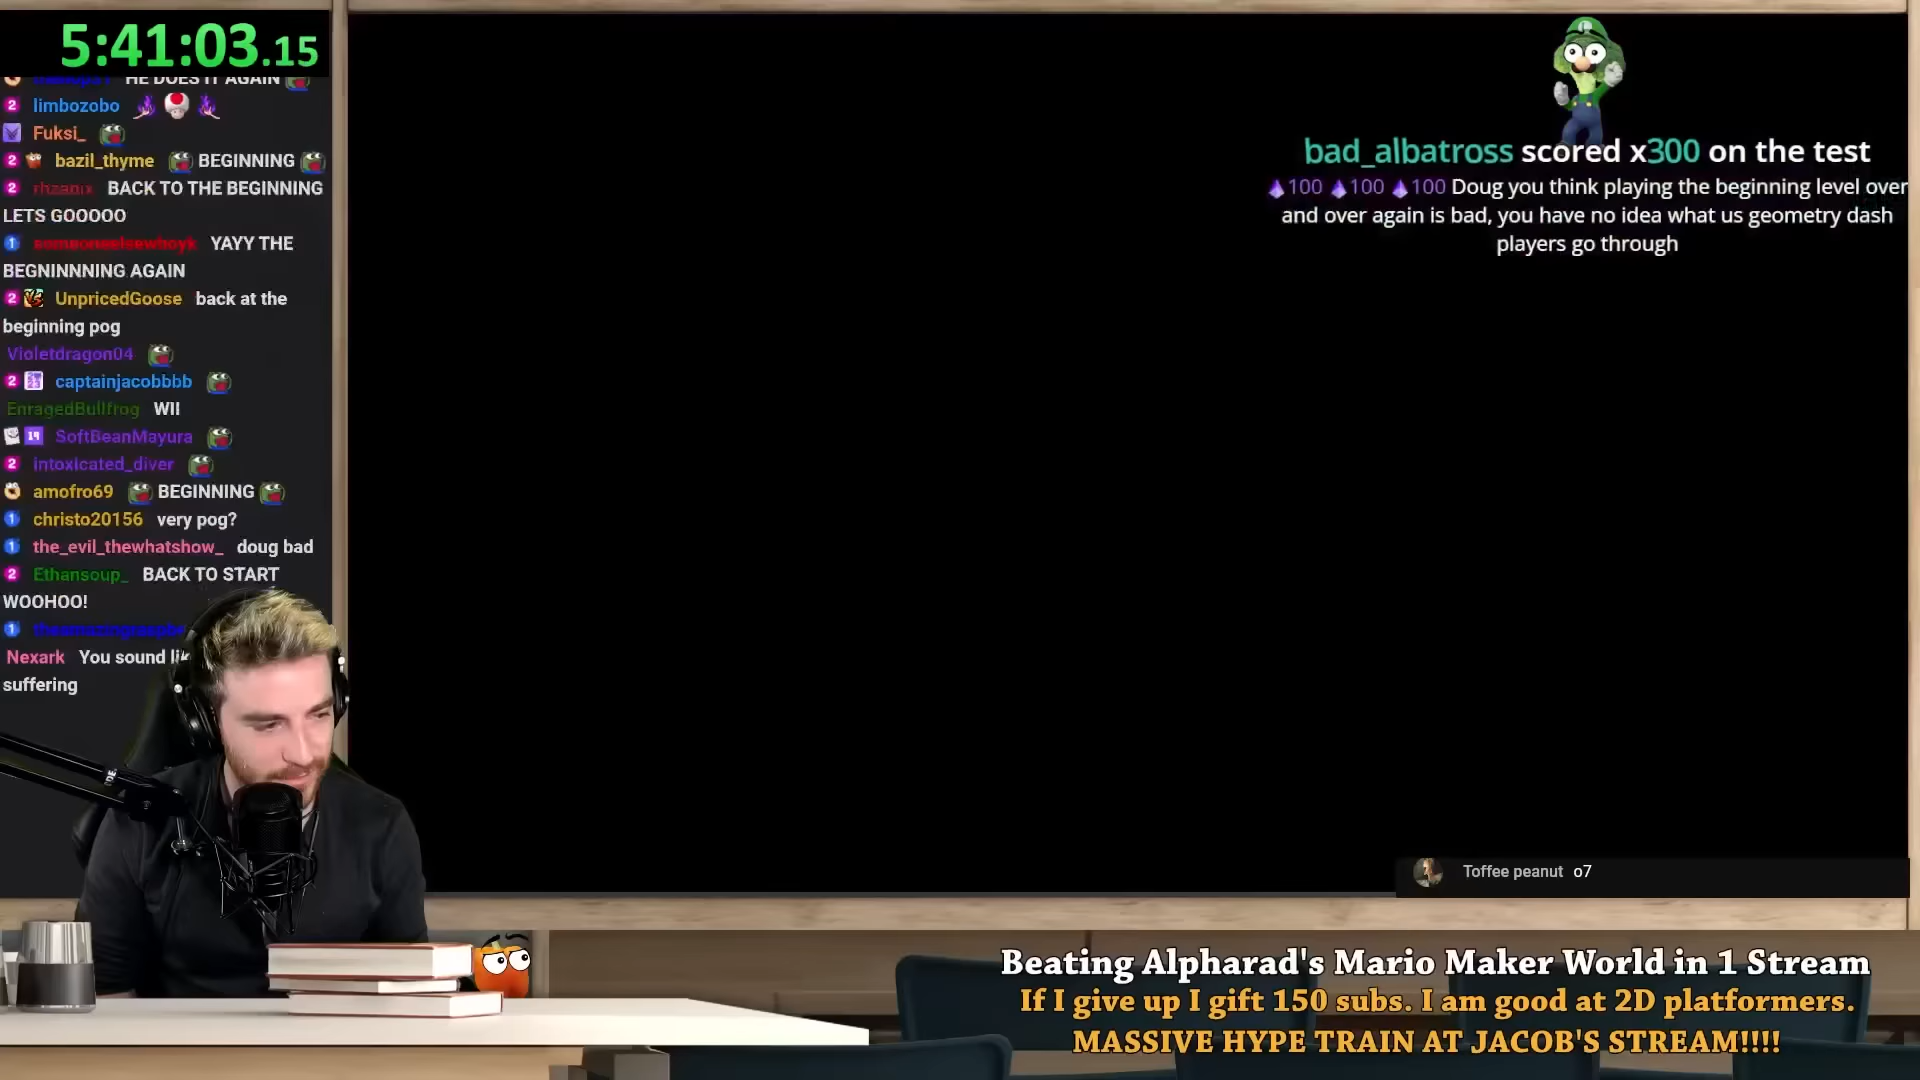 5:41:03.15
HE DOES IT AGAIN
limbozobo
Fuksi_
bazil_thyme BEGINNING
rhzanix BACK TO THE BEGINNING
LETS GOOOOO
someoneelsewhoyk YAYY THE
BEGNINNNING AGAIN
UnpricedGoose back at the
beginning pog
Violetdragon04
captainjacobbbb
EnragedBullfrog WII
SoftBeanMayura
intoxicated_diver
amofro69 BEGINNING
christo20156 very pog?
the_evil_thewhatshow_ doug bad
Ethansoup_ BACK TO START
WOOHOO!
Nexark You sound
suffering
bad_albatross scored x300 on the test
100 100 100 Doug you think playing the beginning level over
and over again is bad, you have no idea what us geometry dash
players go through
Toffee peanut o7
Beating Alpharad's Mario Maker World in 1 Stream
If I give up I gift 150 subs. I am good at 2D platformers.
MASSIVE HYPE TRAIN AT JACOB'S STREAM!!!!